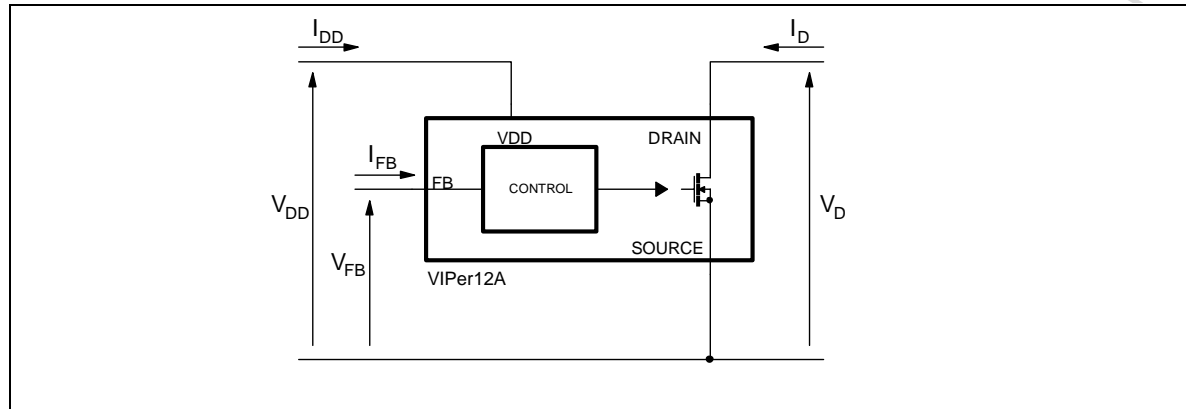 I_DD
I_D
VDD
DRAIN
I_FB
FB
CONTROL
V_DD
V_D
SOURCE
V_FB
VIPer12A